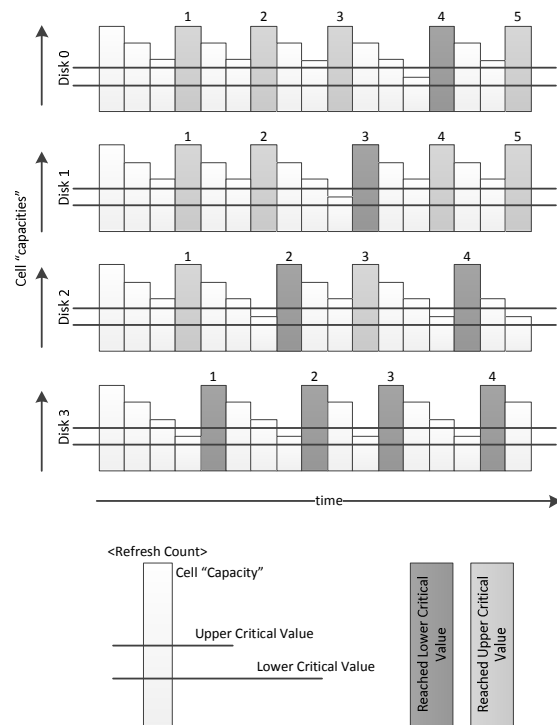 1 2 3 4 5
Disk 0
1 2 3 4 5
Disk 1
Cell “capacities”
1 2 3 4
Disk 2
1 2 3 4
Disk 3
time
<Refresh Count>
Cell “Capacity”
Upper Critical Value
Lower Critical Value
Reached Lower Critical
Value
Reached Upper Critical
Value